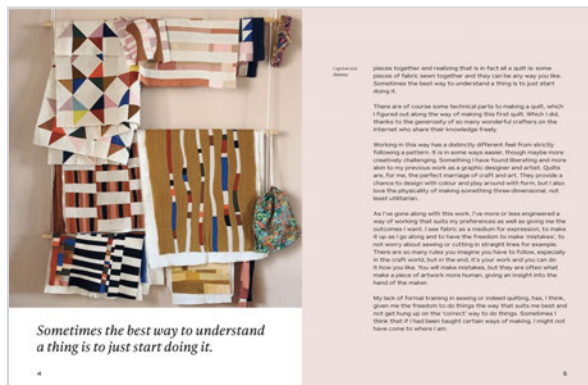 Sometimes the best way to understand
a thing is to just start doing it.
4
pieces together and realizing that is in fact all a quilt is: some
pieces of fabric sewn together and they can be any way you like.
Sometimes the best way to understand a thing is to just start
doing it.
There are of course some technical parts to making a quilt, which
I figured out along the way of making this first quilt. Which I did,
thanks to the generosity of so many wonderful crafters on the
internet who share their knowledge freely.
Working in this way has a distinctly different feel from strictly
following a pattern. It is in some ways easier, though maybe more
creatively challenging. Something I have found liberating and more
akin to my previous work as a graphic designer and artist. Quilts
are, for me, the perfect marriage of craft and art. They provide a
chance to design with colour and play around with form, but I also
love the physicality of making something three-dimensional, not
least utilitarian.
As I've gone along with this work, I've more or less engineered a
way of working that suits my preferences as well as giving me the
outcomes I want. I see fabric as a medium for expression, to make
it up as I go along and to have the freedom to make 'mistakes', to
not worry about sewing or cutting in straight lines for example.
There are so many rules you imagine you have to follow, especially
in the craft world, but in the end, it's your work and you can do
it how you like. You will make mistakes, but they are often what
make a piece of artwork more human, giving an insight into the
hand of the maker.
My lack of formal training in sewing or indeed quilting, has, I think,
given me the freedom to do things the way that suits me best and
not get hung up on the 'correct' way to do things. Sometimes I
think that if I had been taught certain ways of making, I might not
have come to where I am.
5